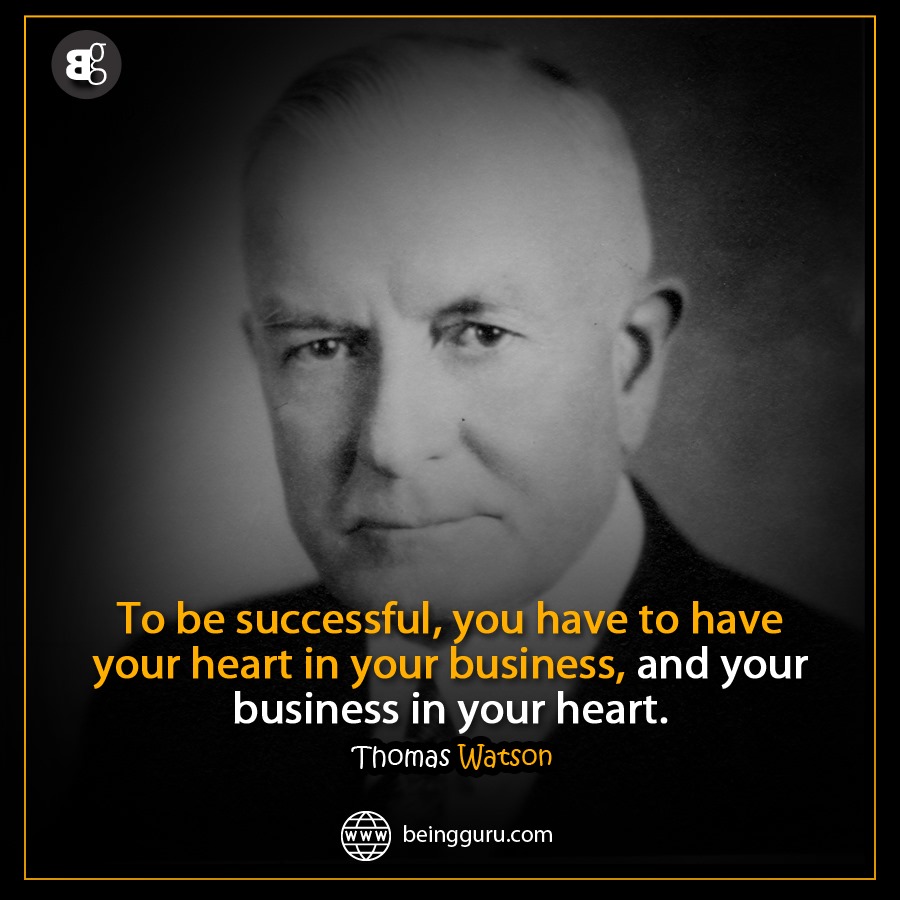 Bg
To be successful, you have to have
your heart in your business, and your
business in your heart.
Thomas Watson
www beingguru.com